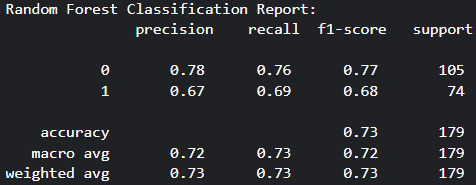 Random Forest Classification Report:
precision recall f1-score support
0 0.78 0.76 0.77 105
1 0.67 0.69 0.68 74
accuracy 0.73 179
macro avg 0.72 0.73 0.72 179
weighted avg 0.73 0.73 0.73 179